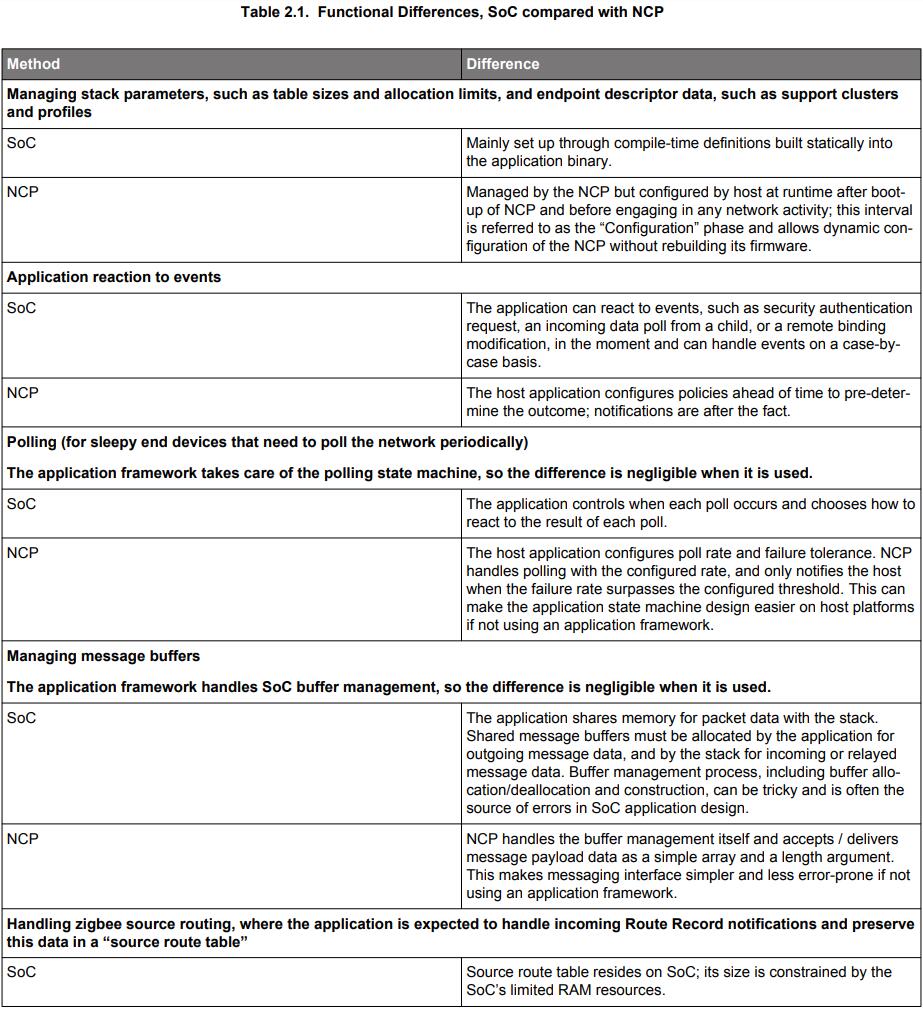 Table 2.1. Functional Differences, SoC compared with NCP
Method
Difference
Managing stack parameters, such as table sizes and allocation limits, and endpoint descriptor data, such as support clusters
and profiles
SoC
Mainly set up through compile-time definitions built statically into
the application binary.
NCP
Managed by the NCP but configured by host at runtime after boot-
up of NCP and before engaging in any network activity; this interval
is referred to as the “Configuration” phase and allows dynamic con-
figuration of the NCP without rebuilding its firmware.
Application reaction to events
SoC
The application can react to events, such as security authentication
request, an incoming data poll from a child, or a remote binding
modification, in the moment and can handle events on a case-by-
case basis.
NCP
The host application configures policies ahead of time to pre-deter-
mine the outcome; notifications are after the fact.
Polling (for sleepy end devices that need to poll the network periodically)
The application framework takes care of the polling state machine, so the difference is negligible when it is used.
SoC
The application controls when each poll occurs and chooses how to
react to the result of each poll.
NCP
The host application configures poll rate and failure tolerance. NCP
handles polling with the configured rate, and only notifies the host
when the failure rate surpasses the configured threshold. This can
make the application state machine design easier on host platforms
if not using an application framework.
Managing message buffers
The application framework handles SoC buffer management, so the difference is negligible when it is used.
SoC
The application shares memory for packet data with the stack.
Shared message buffers must be allocated by the application for
outgoing message data, and by the stack for incoming or relayed
message data. Buffer management process, including buffer allo-
cation/deallocation and construction, can be tricky and is often the
source of errors in SoC application design.
NCP
NCP handles the buffer management itself and accepts / delivers
message payload data as a simple array and a length argument.
This makes messaging interface simpler and less error-prone if not
using an application framework.
Handling zigbee source routing, where the application is expected to handle incoming Route Record notifications and preserve
this data in a “source route table”
SoC
Source route table resides on SoC; its size is constrained by the
SoC’s limited RAM resources.